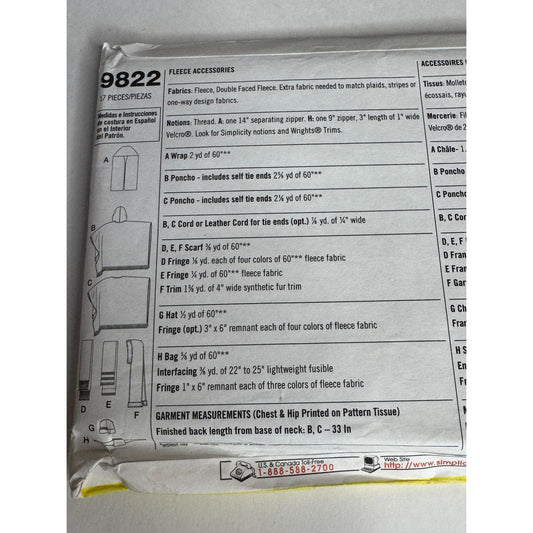 9822
17 PIECES/PIEZAS
Medidas e Instrucciones
de costura en Español
en el Interior
del Patrón.
A
B
C
D E F
G
H
FLEECE ACCESSORIES
Fabrics: Fleece, Double Faced Fleece. Extra fabric needed to match plaids, stripes or
one-way design fabrics.
Notions: Thread. A: one 14" separating zipper. H: one 9" zipper, 3" length of 1" wide
Velcro®. Look for Simplicity notions and Wrights® Trims.
A Wrap 2 yd of 60"**
B Poncho - includes self tie ends 2⅛ yd of 60"**
C Poncho - includes self tie ends 2⅛ yd of 60"**
B, C Cord or Leather Cord for tie ends (opt.) ⅞ yd. of ¼" wide
D, E, F Scarf ⅜ yd of 60"**
D Fringe ⅛ yd. each of four colors of 60"** fleece fabric
E Fringe ¼ yd. of 60"** fleece fabric
F Trim 1⅝ yd. of 4" wide synthetic fur trim
G Hat ½ yd of 60"**
Fringe (opt.) 3" x 6" remnant each of four colors of fleece fabric
H Bag ⅜ yd of 60"**
Interfacing ⅜ yd. of 22" to 25" lightweight fusible
Fringe 1" x 6" remnant each of three colors of fleece fabric
GARMENT MEASUREMENTS (Chest & Hip Printed on Pattern Tissue)
Finished back length from base of neck: B, C – 33 In
ACCESSOIRES
Tissus: Mollet
écossais, rayu
Mercerie: Fil
Velcro® de 2
A Châle- 1.
B Poncho
C Poncho
B, C Cor
D, E, F
D Fran
E Fran
F Gar
G Ch
Fran
H S
En
F
U.S. & Canada Toll-Free
1-888-588-2700
Web Site
http://www.simplic